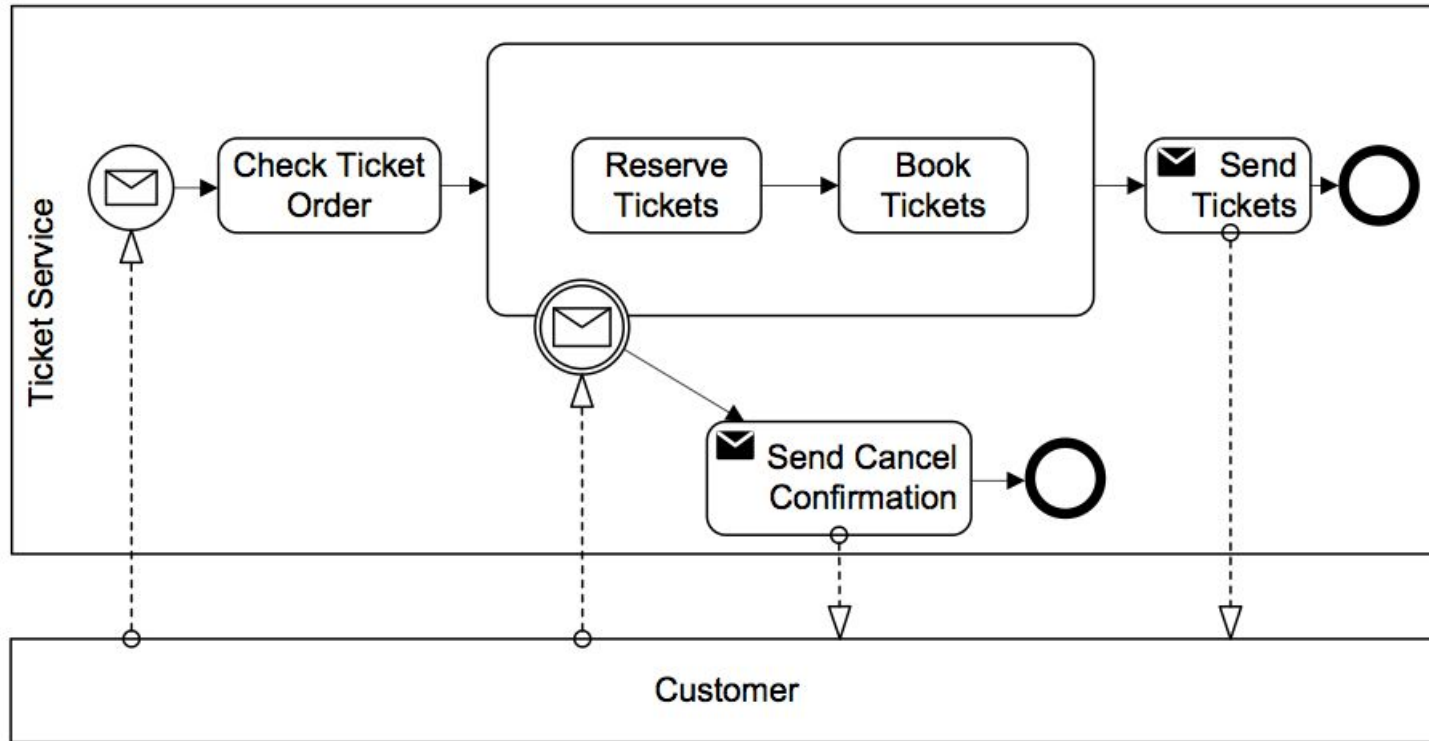 Ticket Service
Check Ticket
Order
Reserve
Tickets
Book
Tickets
Send
Tickets
Send Cancel
Confirmation
Customer